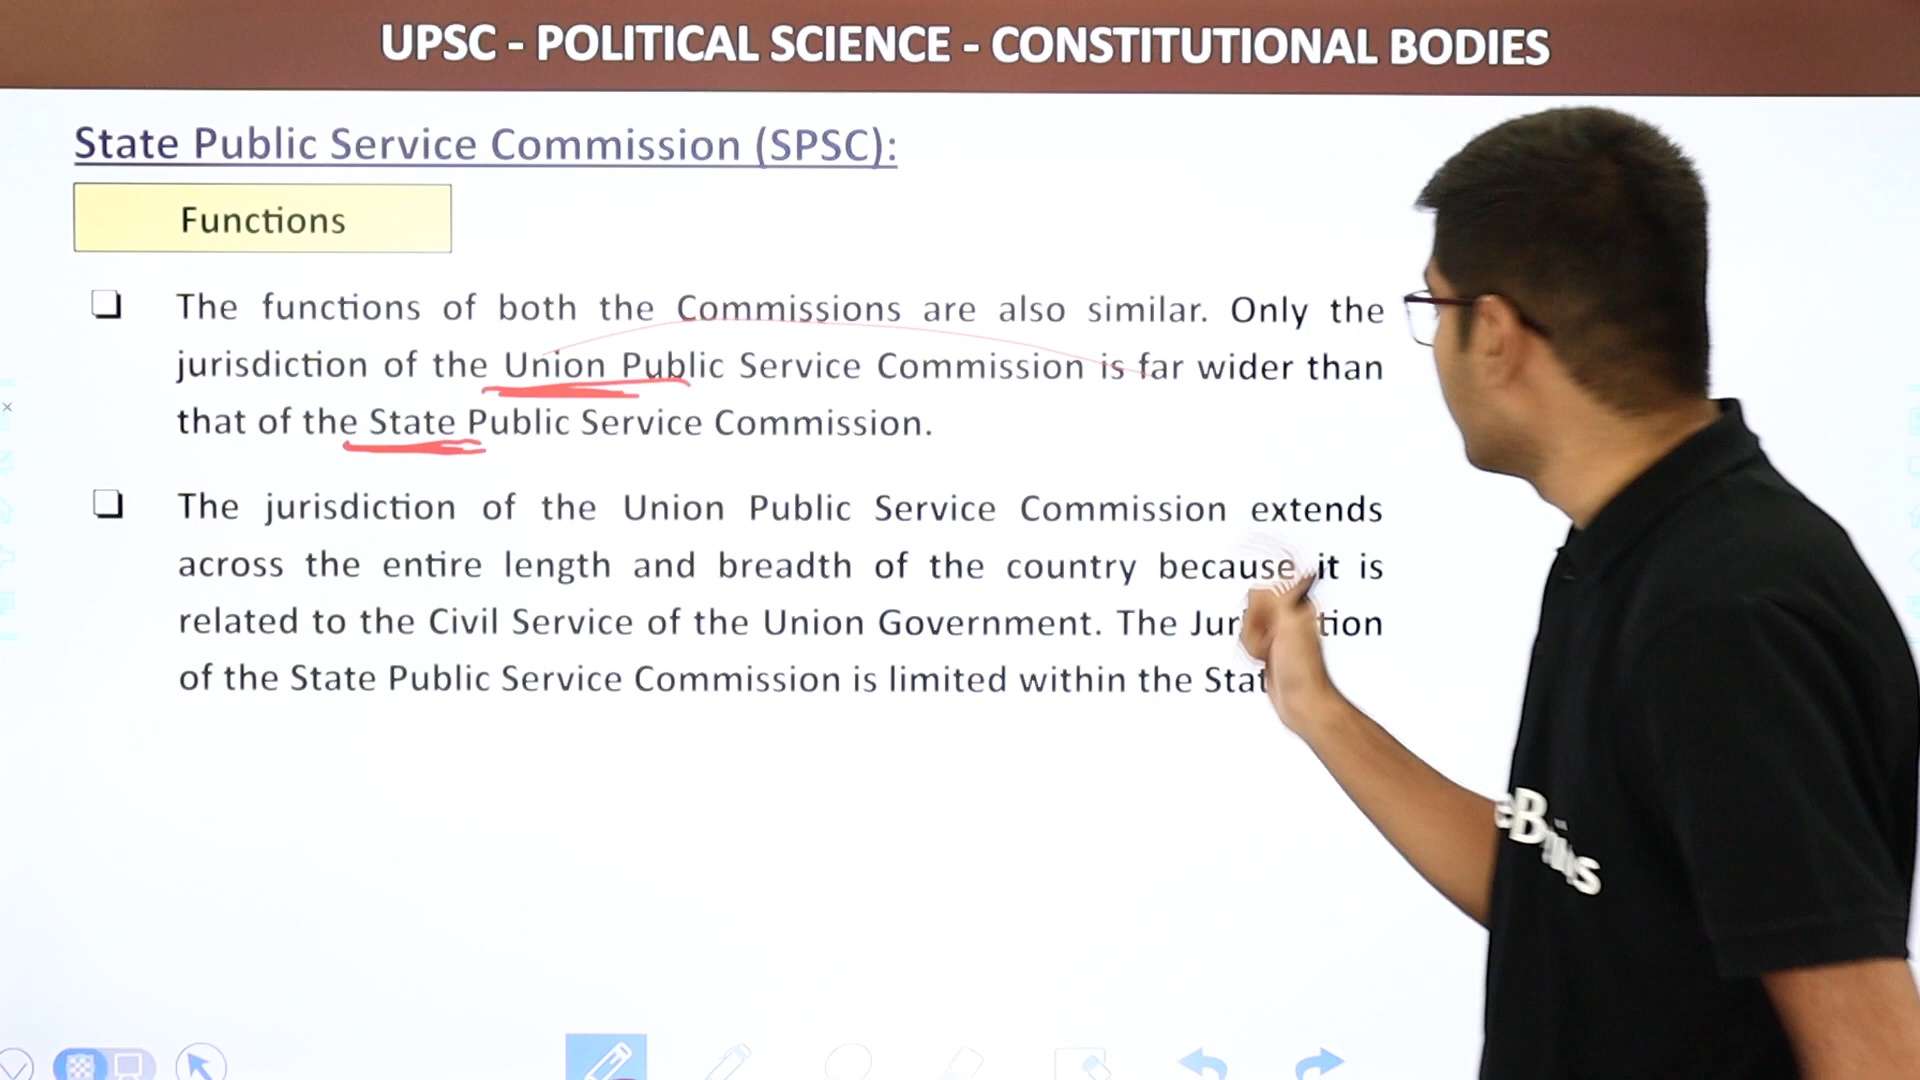 UPSC - POLITICAL SCIENCE - CONSTITUTIONAL BODIES
State Public Service Commission (SPSC):
Functions
The functions of both the Commissions are also similar. Only the
jurisdiction of the Union Public Service Commission is far wider than
that of the State Public Service Commission.
The jurisdiction of the Union Public Service Commission extends
across the entire length and breadth of the country because it is
related to the Civil Service of the Union Government. The
of the State Public Service Commission is limited within the